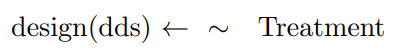 design(dds) ← ~ Treatment